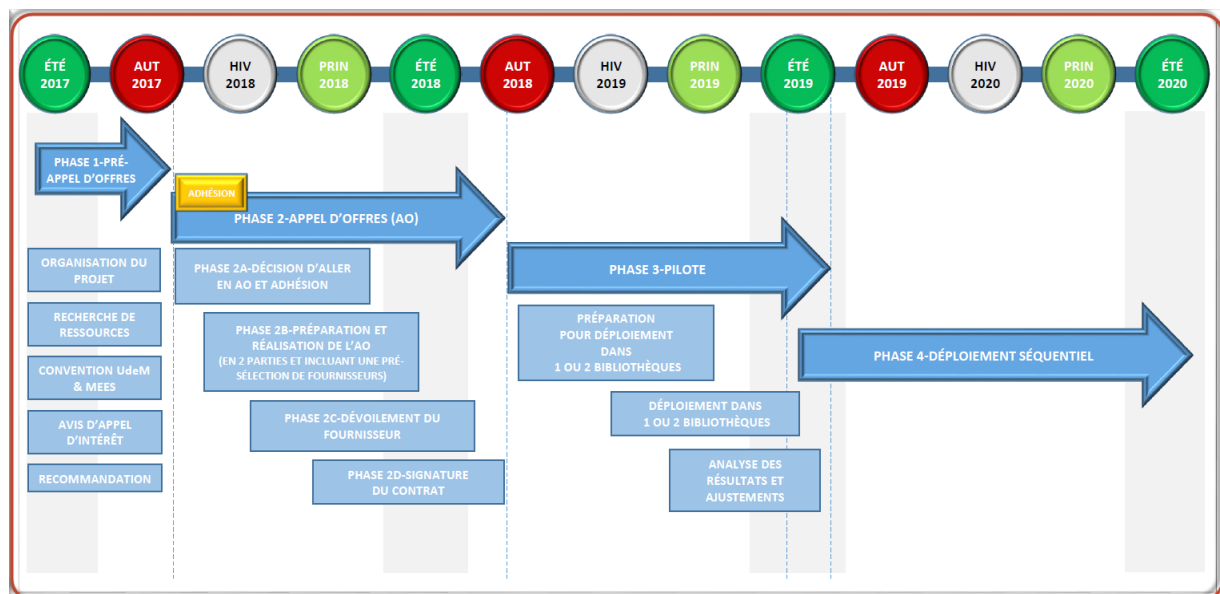 ÉTÉ
2017
AUT
2017
HIV
2018
PRIN
2018
ÉTÉ
2018
AUT
2018
HIV
2019
PRIN
2019
ÉTÉ
2019
AUT
2019
HIV
2020
PRIN
2020
ÉTÉ
2020
PHASE 1-PRÉ-
APPEL D'OFFRES
ADHÉSION
PHASE 2-APPEL D'OFFRES (AO)
PHASE 3-PILOTE
PHASE 4-DÉPLOIEMENT SÉQUENTIEL
ORGANISATION DU
PROJET
RECHERCHE DE
RESSOURCES
CONVENTION UdeM
& MEES
AVIS D'APPEL
D'INTÉRÊT
RECOMMANDATION
PHASE 2A-DÉCISION D'ALLER
EN AO ET ADHÉSION
PHASE 2B-PRÉPARATION ET
RÉALISATION DE L'AO
(EN 2 PARTIES ET INCLUANT UNE PRÉ-
SÉLECTION DE FOURNISSEURS)
PHASE 2C-DÉVOILEMENT DU
FOURNISSEUR
PHASE 2D-SIGNATURE
DU CONTRAT
PRÉPARATION
POUR DÉPLOIEMENT
DANS
1 OU 2 BIBLIOTHÈQUES
DÉPLOIEMENT DANS
1 OU 2 BIBLIOTHÈQUES
ANALYSE DES
RÉSULTATS ET
AJUSTEMENTS